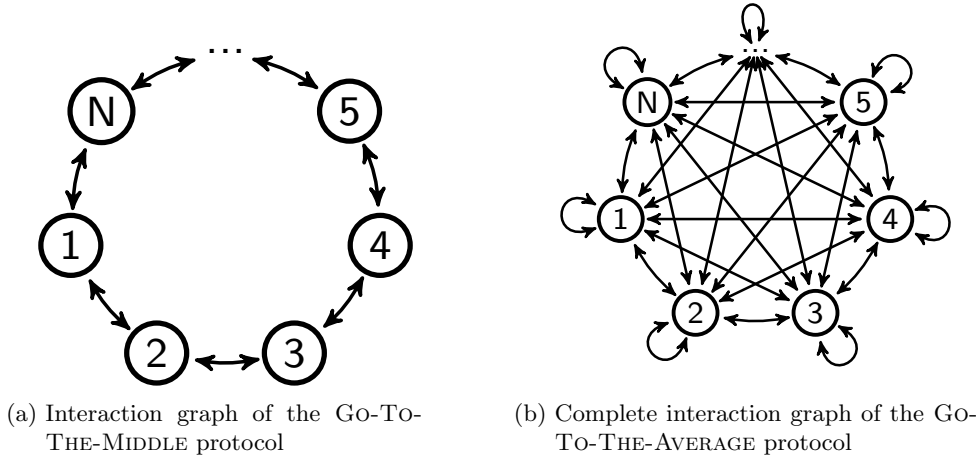 ...
N
5
1
4
2
3
(a) Interaction graph of the GO-TO-
THE-MIDDLE protocol
...
N
5
1
4
2
3
(b) Complete interaction graph of the GO-
TO-THE-AVERAGE protocol